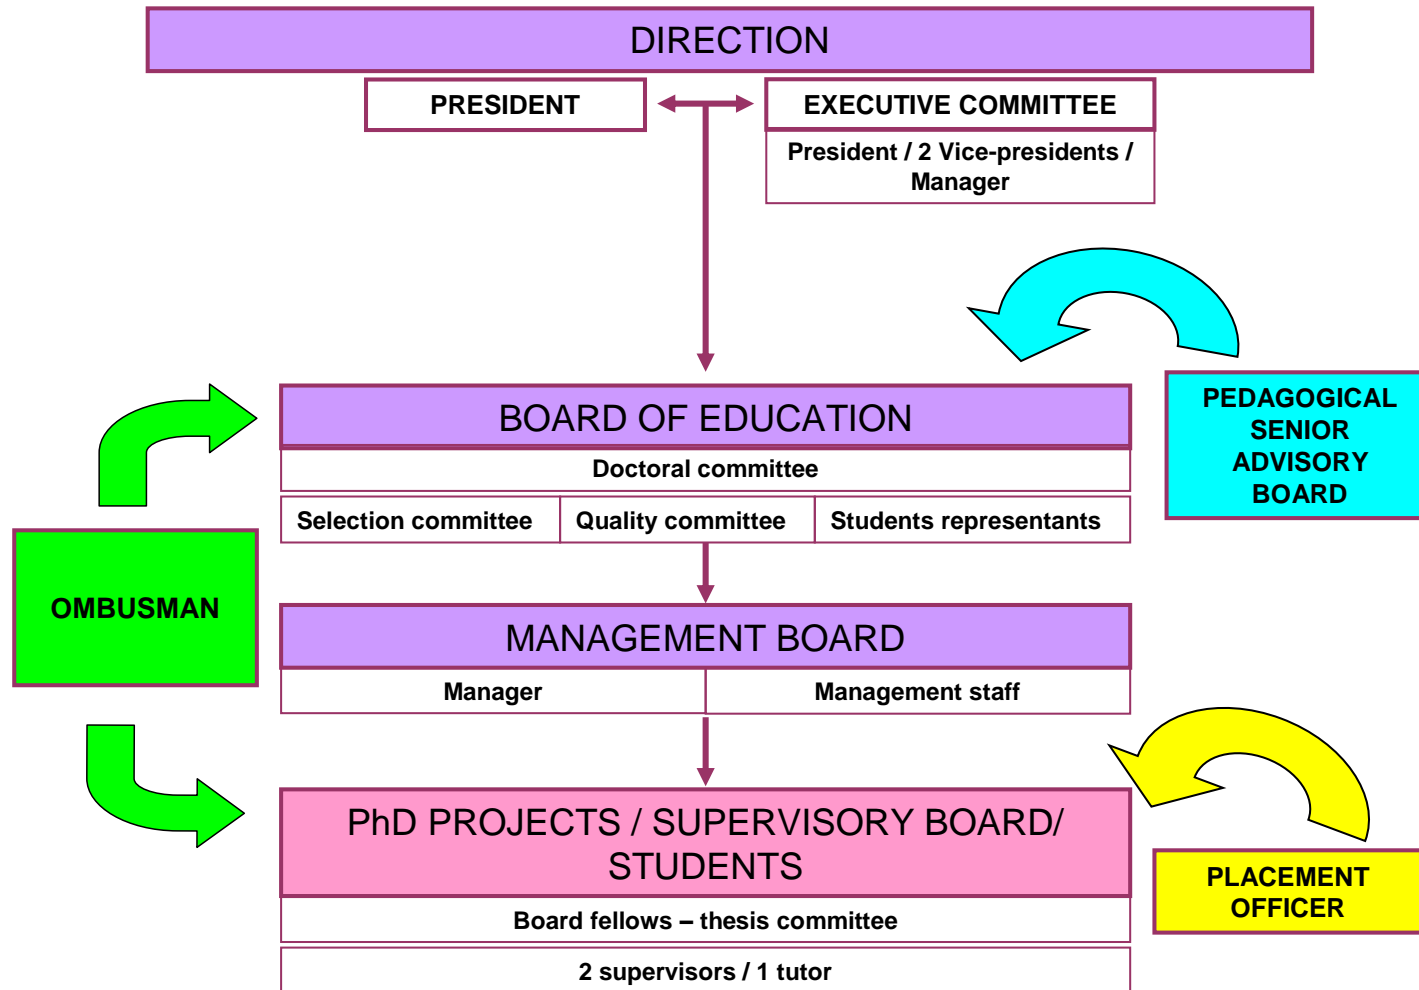 DIRECTION
PRESIDENT
EXECUTIVE COMMITTEE
President / 2 Vice-presidents /
Manager
PEDAGOGICAL
SENIOR
ADVISORY
BOARD
BOARD OF EDUCATION
Doctoral committee
Selection committee
Quality committee
Students representants
OMBUSMAN
MANAGEMENT BOARD
Manager
Management staff
PhD PROJECTS / SUPERVISORY BOARD/
STUDENTS
Board fellows – thesis committee
2 supervisors / 1 tutor
PLACEMENT
OFFICER